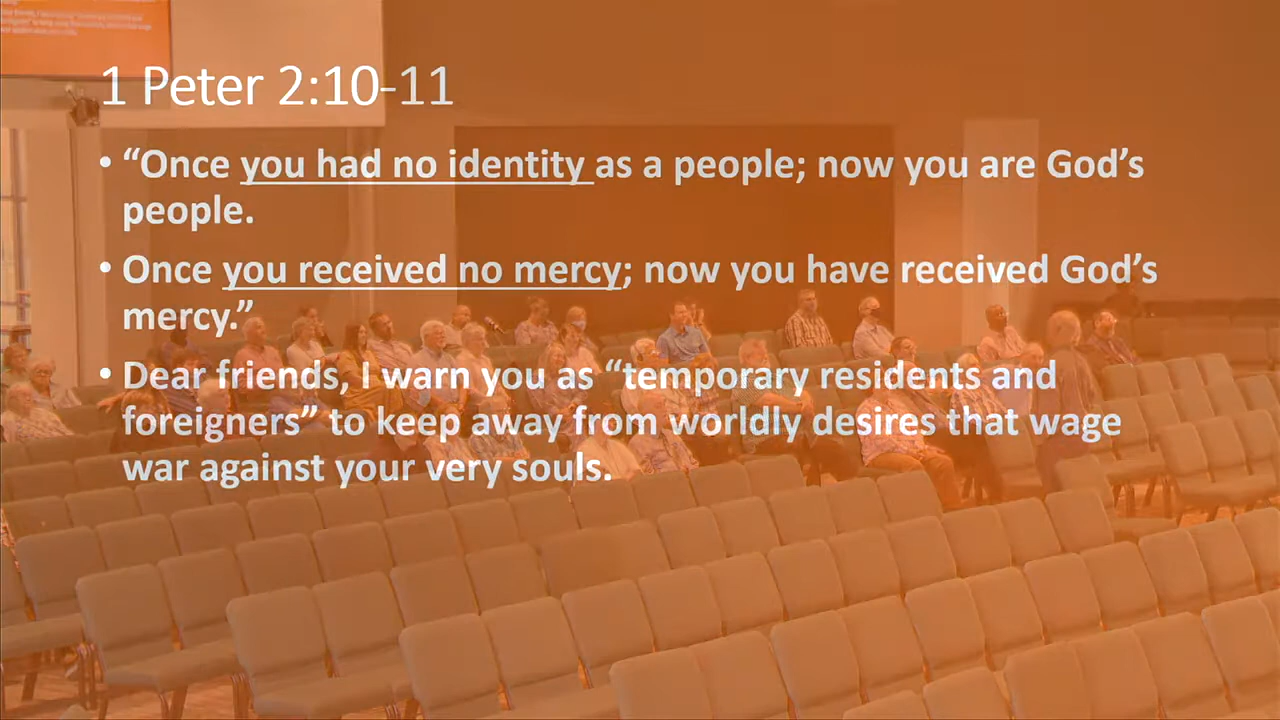 1 Peter 2:10-11
• “Once you had no identity as a people; now you are God’s
people.
• Once you received no mercy; now you have received God’s
mercy.”
• Dear friends, I warn you as “temporary residents and
foreigners” to keep away from worldly desires that wage
war against your very souls.